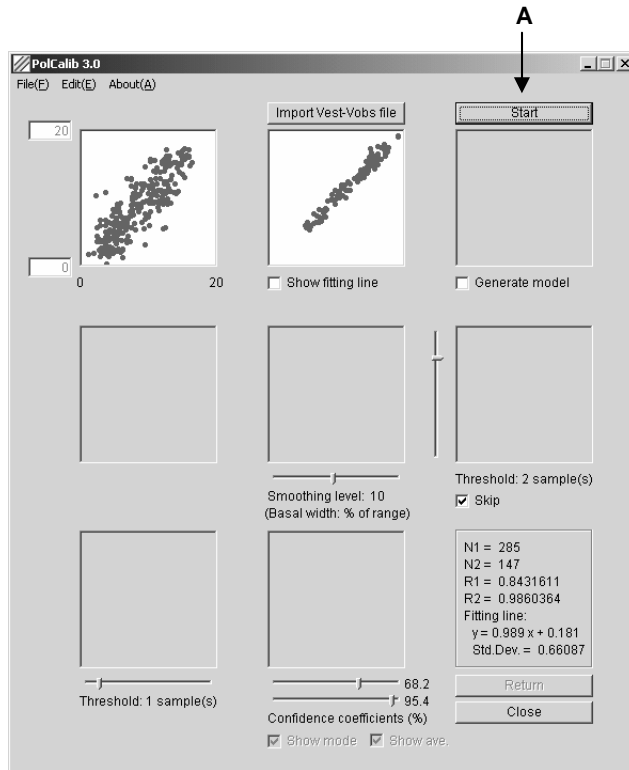 A
PolCalib 3.0
File(F) Edit(E) About(A)
Import Vest-Vobs file
Start
20
0
0 20
Show fitting line
Generate model
Smoothing level: 10
(Basal width: % of range)
Threshold: 2 sample(s)
Skip
N1 = 285
N2 = 147
R1 = 0.8431611
R2 = 0.9860364
Fitting line:
y = 0.989 x + 0.181
Std.Dev. = 0.66087
Threshold: 1 sample(s)
68.2
95.4
Confidence coefficients (%)
Show mode Show ave.
Return
Close